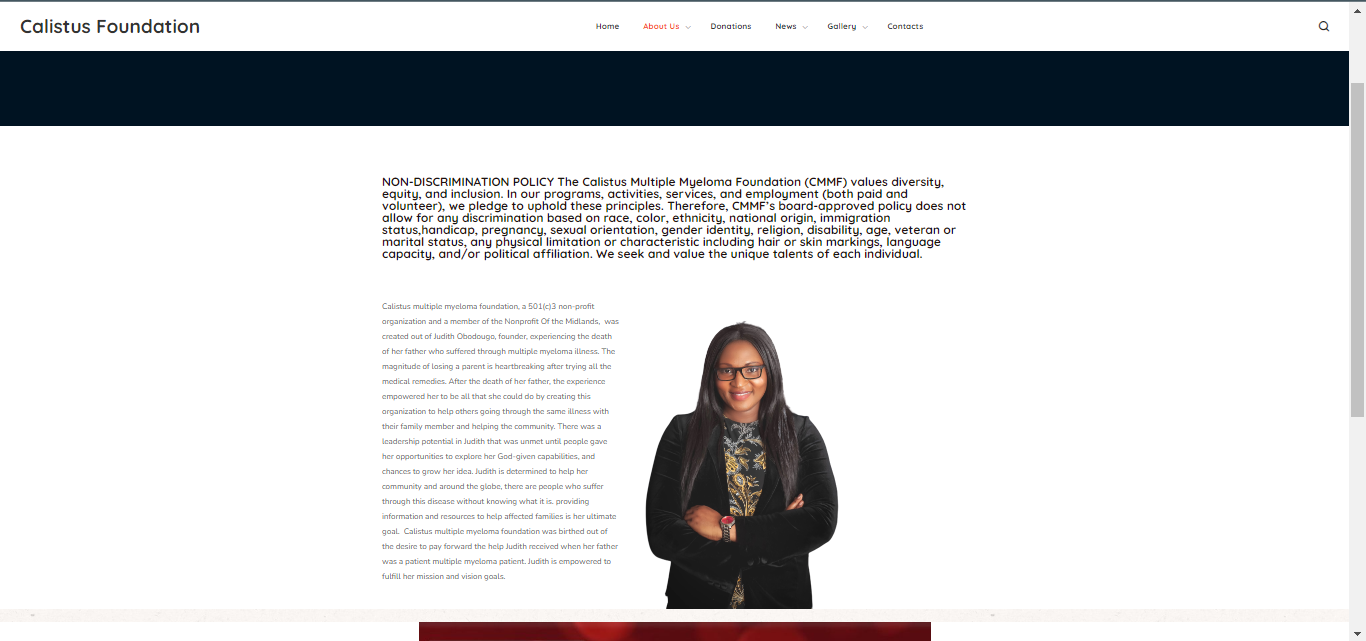 Calistus Foundation
Home About Us Donations News Gallery Contacts
NON-DISCRIMINATION POLICY The Calistus Multiple Myeloma Foundation (CMMF) values diversity,
equity, and inclusion. In our programs, activities, services, and employment (both paid and
volunteer), we pledge to uphold these principles. Therefore, CMMF's board-approved policy does not
allow for any discrimination based on race, color, ethnicity, national origin, immigration
status,handicap, pregnancy, sexual orientation, gender identity, religion, disability, age, veteran or
marital status, any physical limitation or characteristic including hair or skin markings, language
capacity, and/or political affiliation. We seek and value the unique talents of each individual.
Calistus multiple myeloma foundation, a 501(c)3 non-profit
organization and a member of the Nonprofit Of the Midlands, was
created out of Judith Obodougo, founder, experiencing the death
of her father who suffered through multiple myeloma illness. The
magnitude of losing a parent is heartbreaking after trying all the
medical remedies. After the death of her father, the experience
empowered her to be all that she could do by creating this
organization to help others going through the same illness with
their family member and helping the community. There was a
leadership potential in Judith that was unmet until people gave
her opportunities to explore her God-given capabilities, and
chances to grow her idea. Judith is determined to help her
community and around the globe, there are people who suffer
through this disease without knowing what it is, providing
information and resources to help affected families is her ultimate
goal. Calistus multiple myeloma foundation was birthed out of
the desire to pay forward the help Judith received when her father
was a patient multiple myeloma patient. Judith is empowered to
fulfill her mission and vision goals.